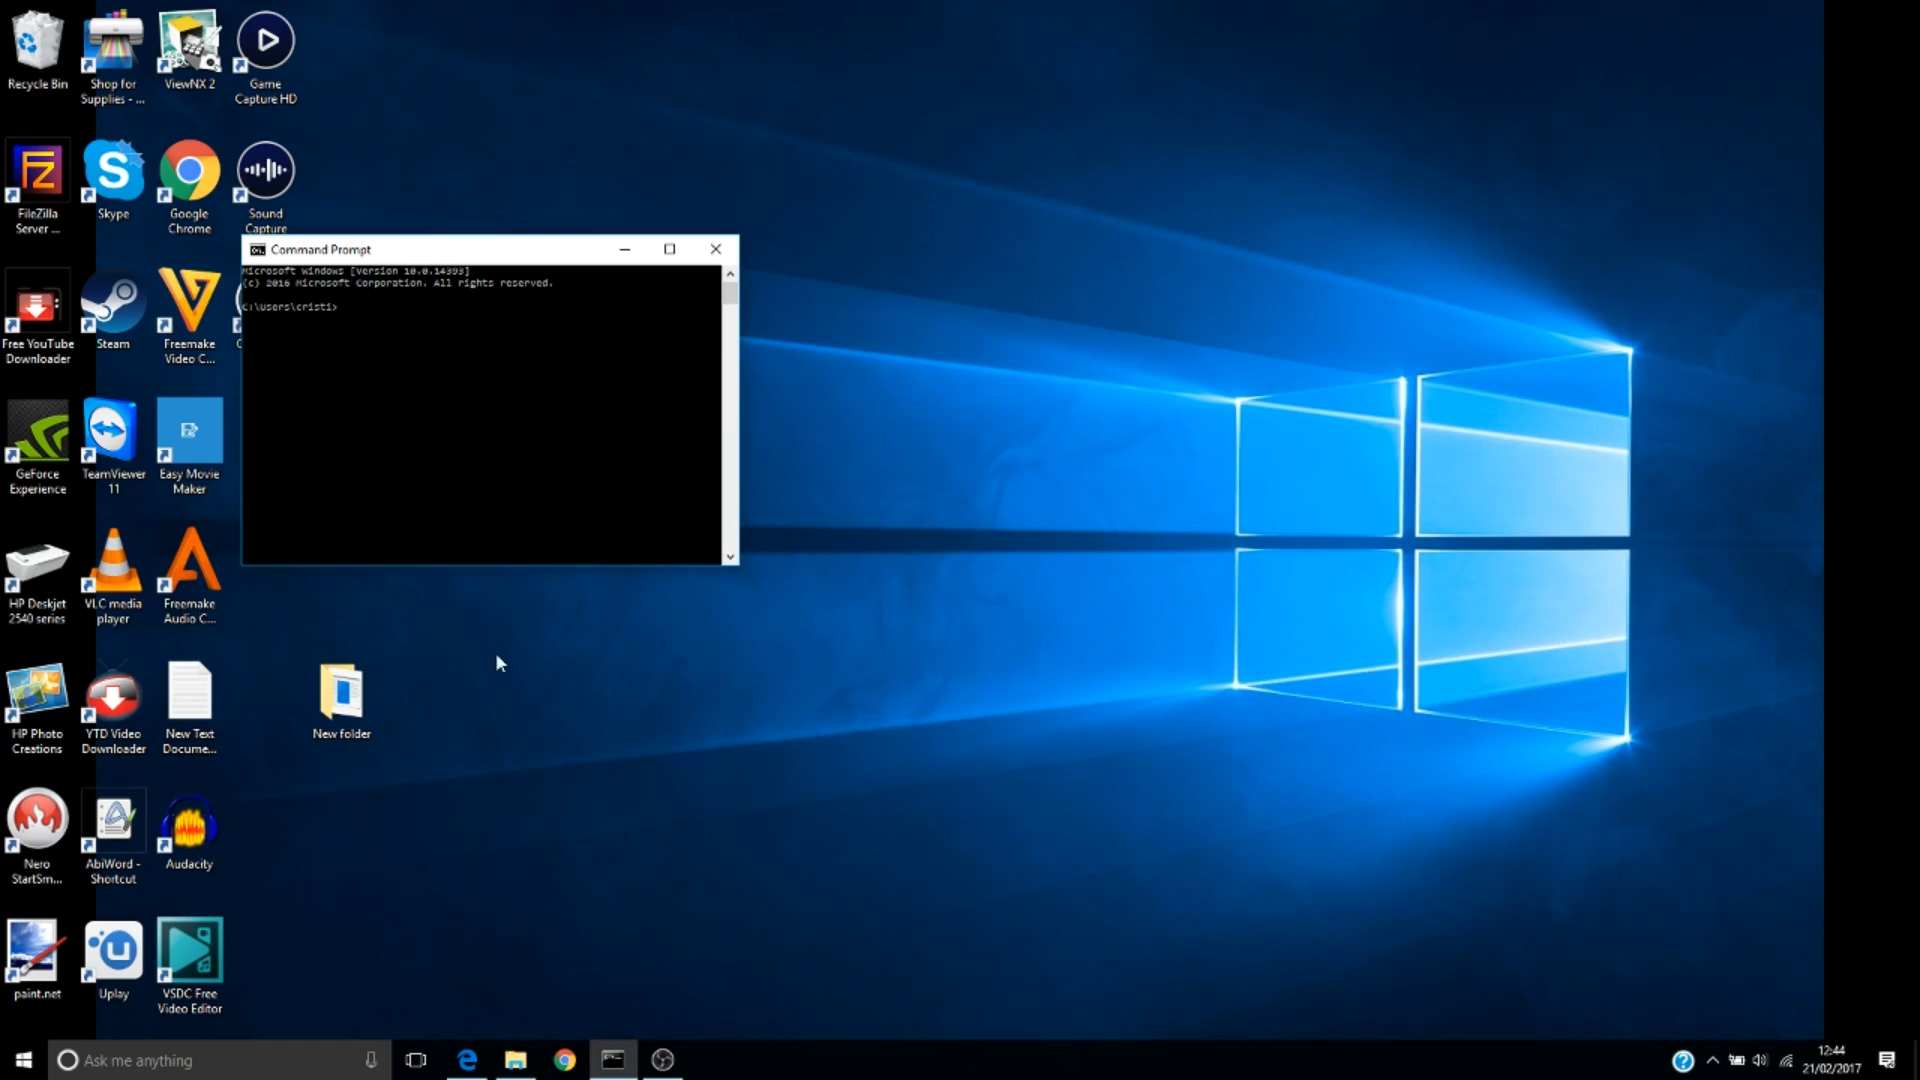 Recycle Bin
Shop for
Supplies - ...
ViewNX 2
Game
Capture HD
FileZilla
Server ...
Skype
Google
Chrome
Sound
Capture
Command Prompt
Microsoft Windows [Version 10.0.14393]
(c) 2016 Microsoft Corporation. All rights reserved.
C:\Users\cristi>
Free YouTube
Downloader
Steam
Freemake
Video C...
GeForce
Experience
TeamViewer
11
Easy Movie
Maker
HP Deskjet
2540 series
VLC media
player
Freemake
Audio C...
HP Photo
Creations
YTD Video
Downloader
New Text
Docume...
New folder
Nero
StartSm...
AbiWord -
Shortcut
Audacity
paint.net
Uplay
VSDC Free
Video Editor
Ask me anything
12:44
21/02/2017